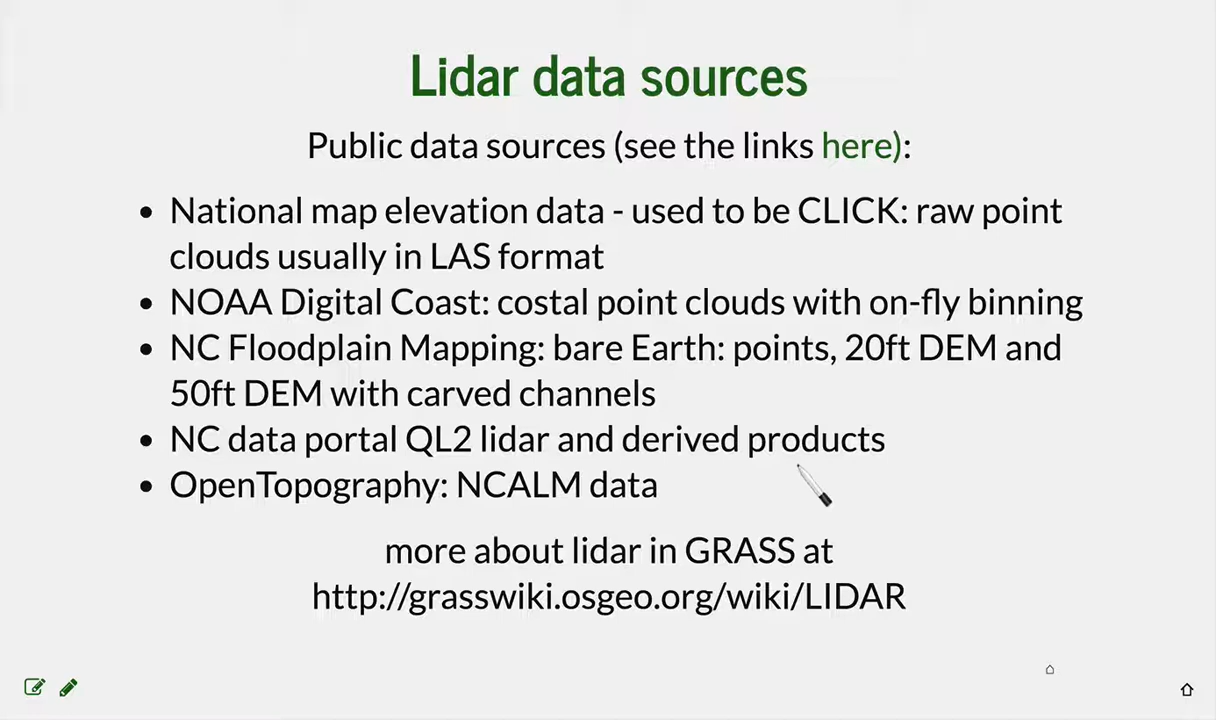 Lidar data sources
Public data sources (see the links here):
• National map elevation data - used to be CLICK: raw point
clouds usually in LAS format
• NOAA Digital Coast: costal point clouds with on-fly binning
• NC Floodplain Mapping: bare Earth: points, 20ft DEM and
50ft DEM with carved channels
• NC data portal QL2 lidar and derived products
• OpenTopography: NCALM data
more about lidar in GRASS at
http://grasswiki.osgeo.org/wiki/LIDAR